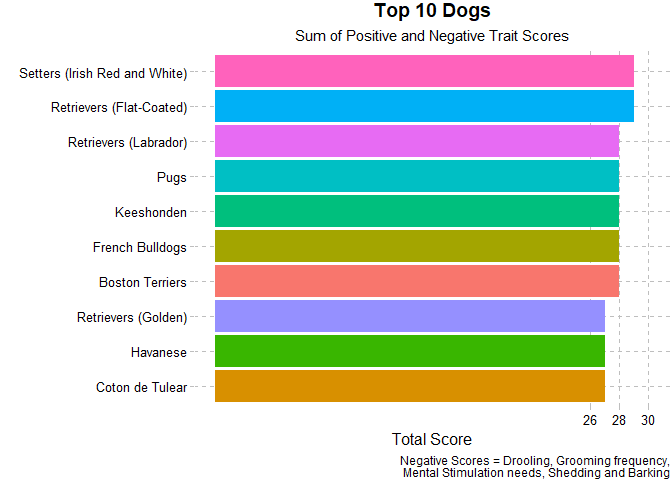 Top 10 Dogs
Sum of Positive and Negative Trait Scores
Setters (Irish Red and White)
Retrievers (Flat-Coated)
Retrievers (Labrador)
Pugs
Keeshonden
French Bulldogs
Boston Terriers
Retrievers (Golden)
Havanese
Coton de Tulear
26 28 30
Total Score
Negative Scores = Drooling, Grooming frequency,
Mental Stimulation needs, Shedding and Barking